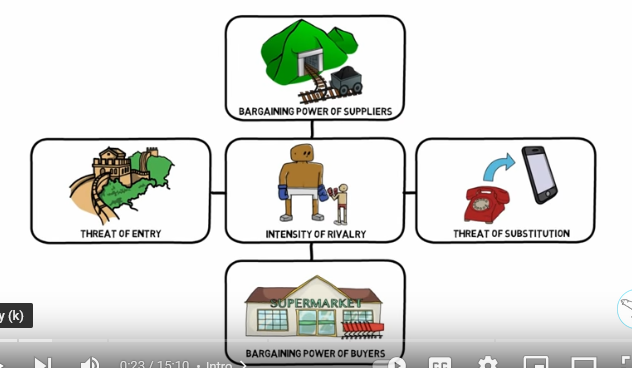 BARGAINING POWER OF SUPPLIERS
THREAT OF ENTRY
INTENSITY OF RIVALRY
THREAT OF SUBSTITUTION
SUPERMARKET
BARGAINING POWER OF BUYERS
y (k)
0:23 / 15:10 • Intro
CC